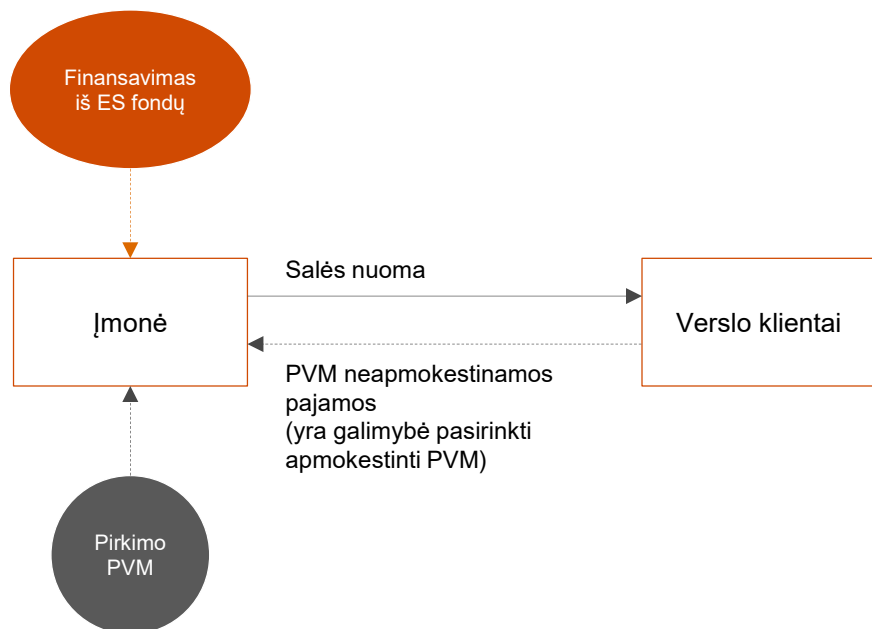 Finansavimas
iš ES fondų
Salės nuoma
Įmonė
Verslo klientai
PVM neapmokestinamos
pajamos
(yra galimybė pasirinkti
apmokestinti PVM)
Pirkimo
PVM